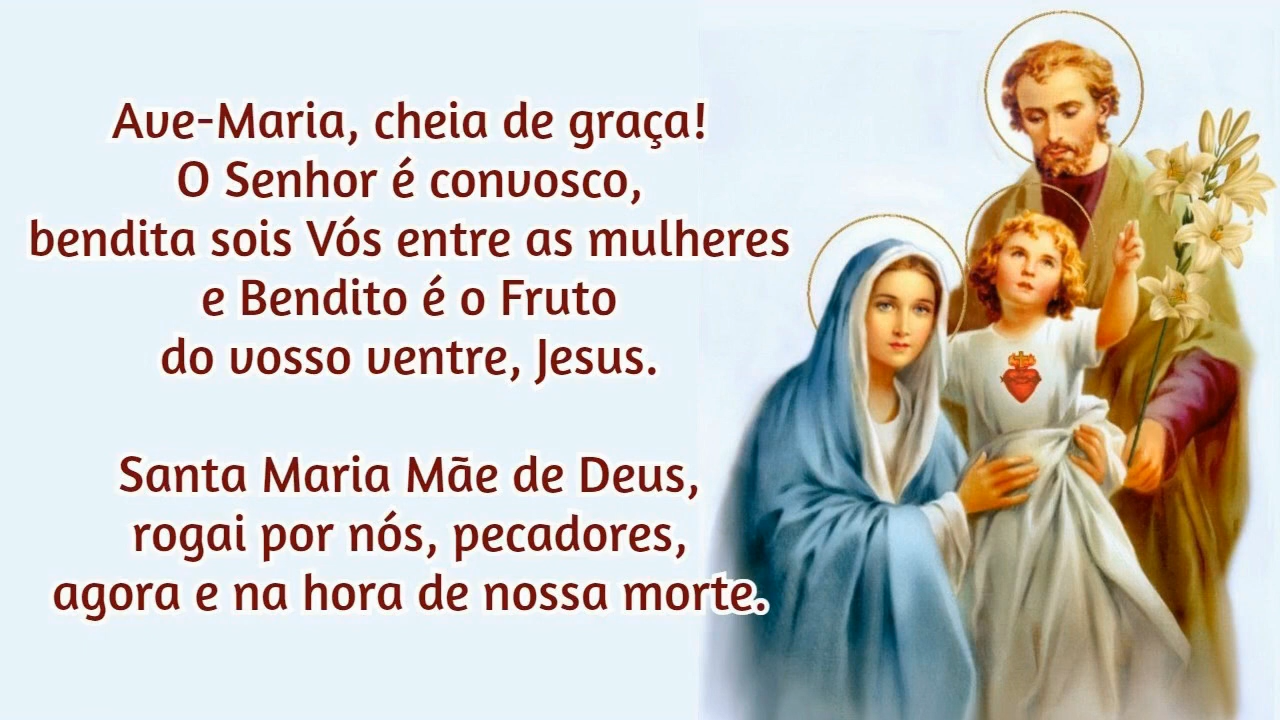 Ave-Maria, cheia de graça!
O Senhor é convosco,
bendita sois Vós entre as mulheres
e Bendito é o Fruto
do vosso ventre, Jesus.
Santa Maria Mãe de Deus,
rogai por nós, pecadores,
agora e na hora de nossa morte.